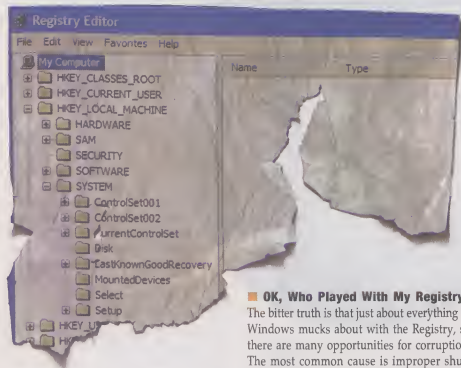 Registry Editor
File Edit View Favorites Help
My Computer
Name Type
HKEY_CLASSES_ROOT
HKEY_CURRENT_USER
HKEY_LOCAL_MACHINE
HARDWARE
SAM
SECURITY
SOFTWARE
SYSTEM
ControlSet001
ControlSet002
CurrentControlSet
Disk
LastKnownGoodRecovery
MountedDevices
Select
Setup
HKEY_U
HK
OK, Who Played With My Registry
The bitter truth is that just about everything
Windows mucks about with the Registry, s
there are many opportunities for corruptio
The most common cause is improper shu